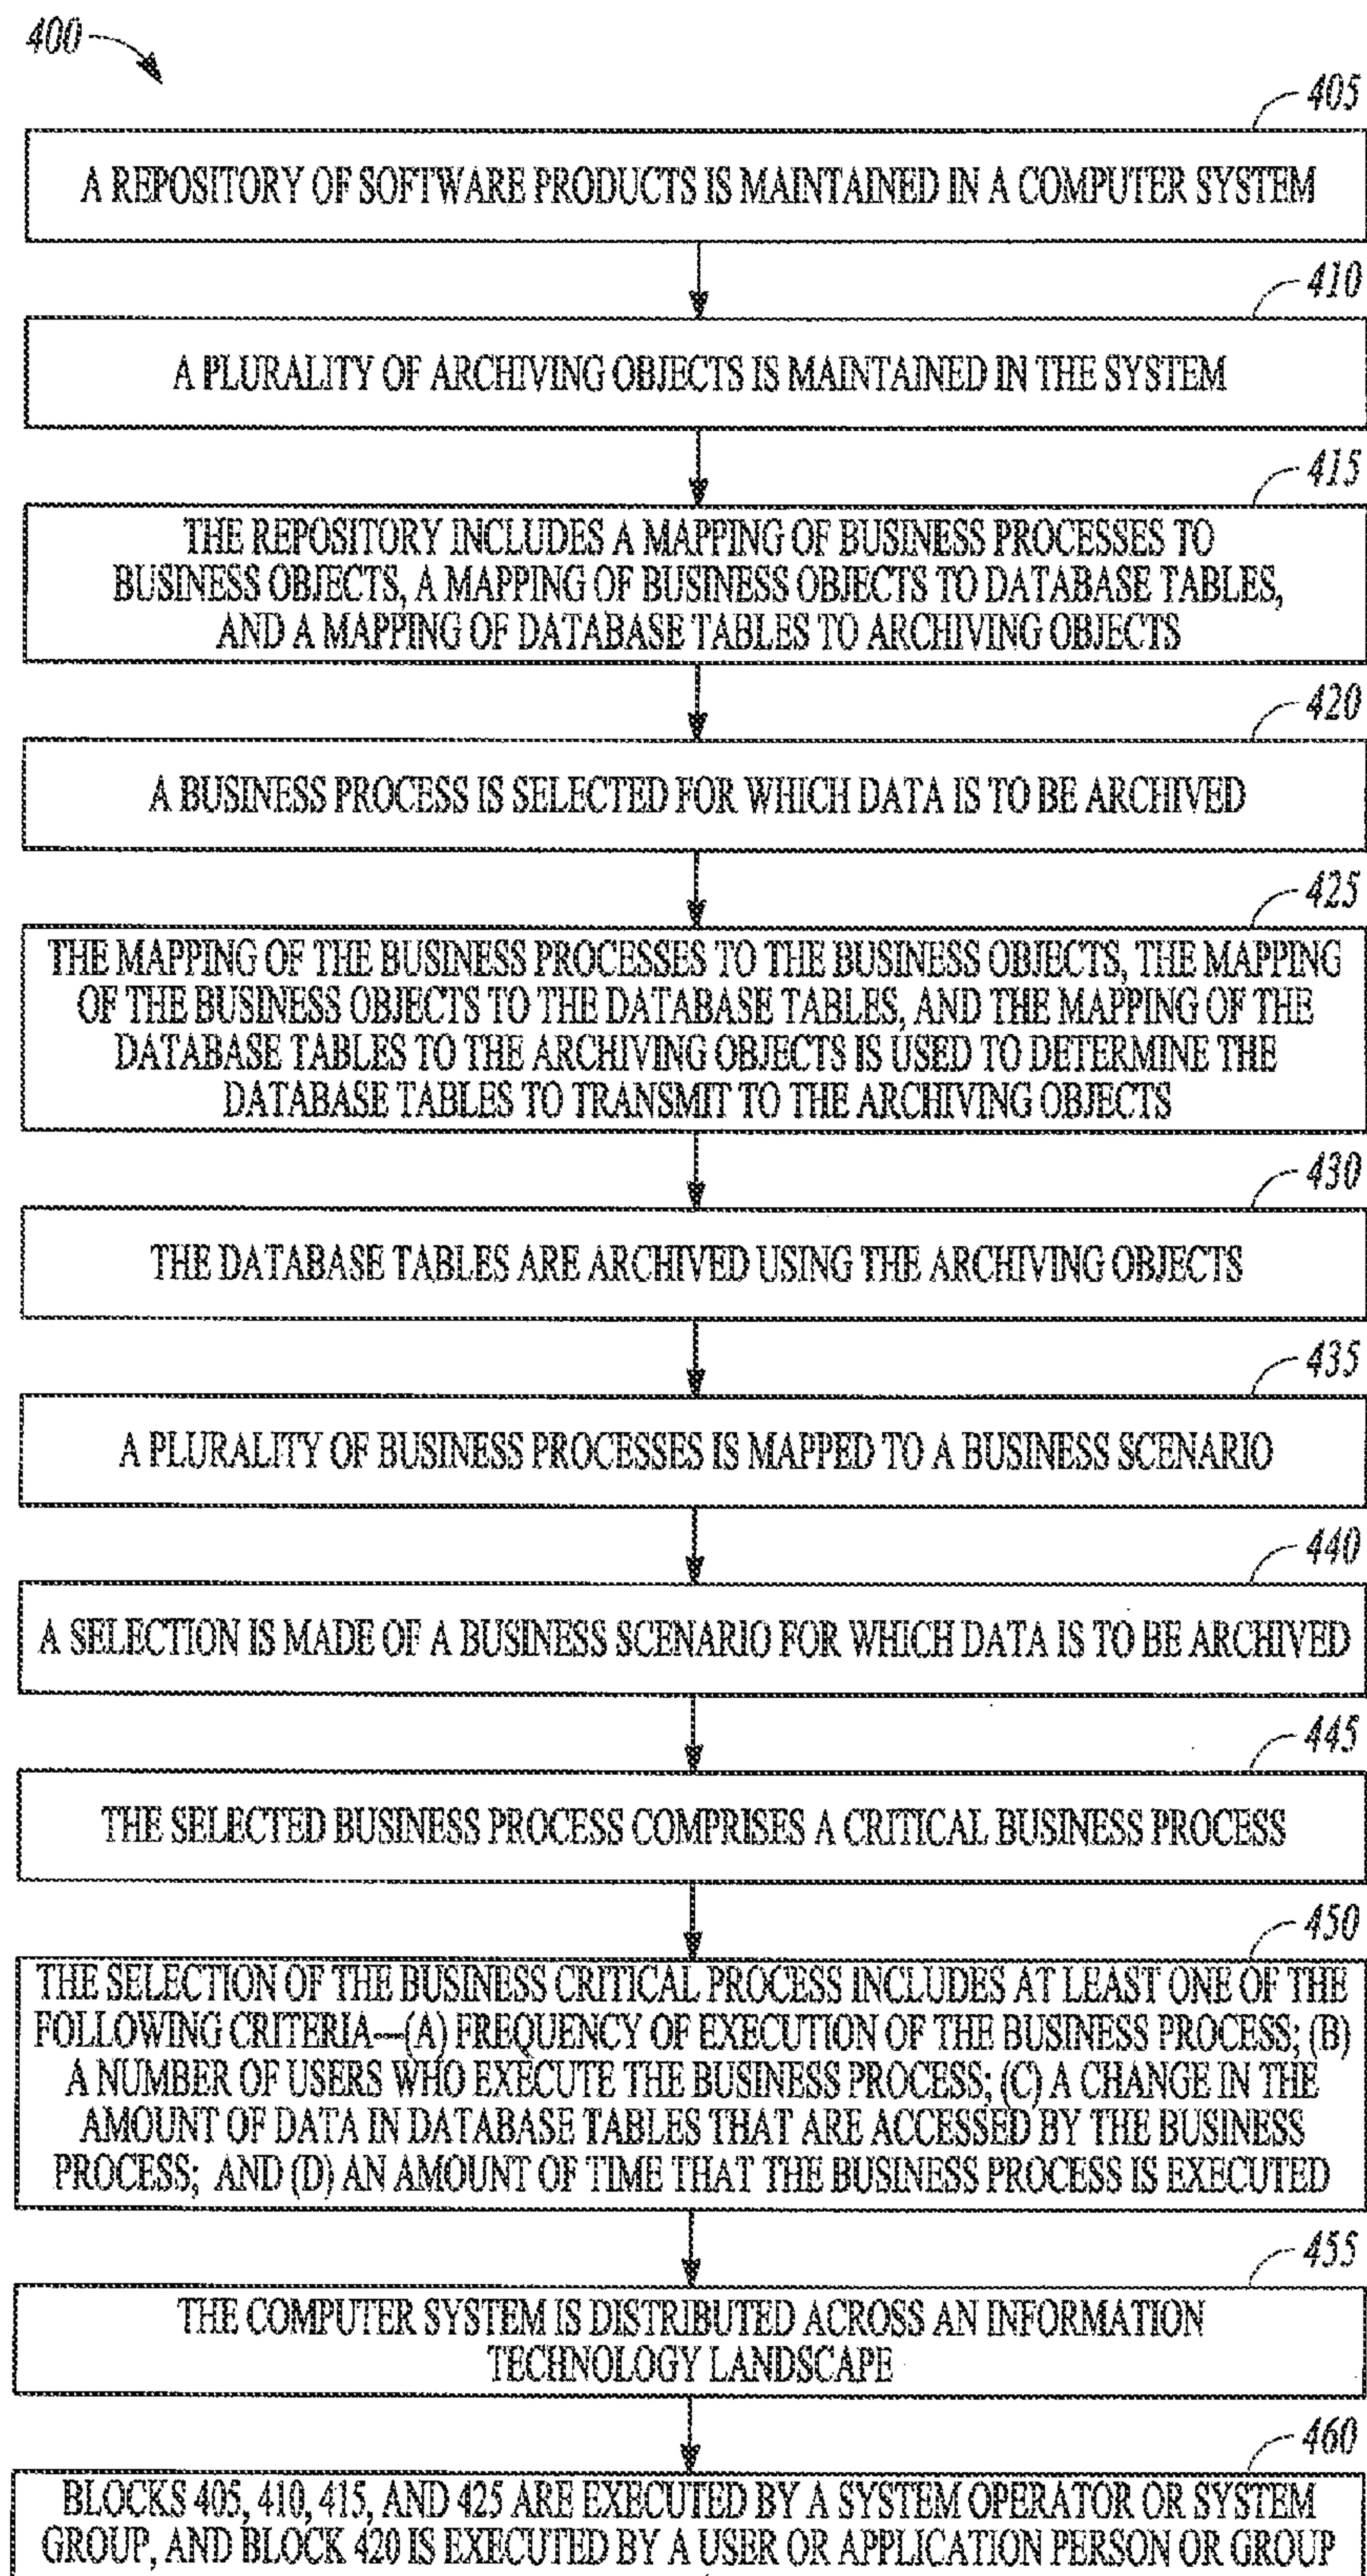 400
405
A REPOSITORY OF SOFTWARE PRODUCTS IS MAINTAINED IN A COMPUTER SYSTEM
410
A PLURALITY OF ARCHIVING OBJECTS IS MAINTAINED IN THE SYSTEM
415
THE REPOSITORY INCLUDES A MAPPING OF BUSINESS PROCESSES TO
BUSINESS OBJECTS, A MAPPING OF BUSINESS OBJECTS TO DATABASE TABLES,
AND A MAPPING OF DATABASE TABLES TO ARCHIVING OBJECTS
420
A BUSINESS PROCESS IS SELECTED FOR WHICH DATA IS TO BE ARCHIVED
425
THE MAPPING OF THE BUSINESS PROCESSES TO THE BUSINESS OBJECTS, THE MAPPING
OF THE BUSINESS OBJECTS TO THE DATABASE TABLES, AND THE MAPPING OF THE
DATABASE TABLES TO THE ARCHIVING OBJECTS IS USED TO DETERMINE THE
DATABASE TABLES TO TRANSMIT TO THE ARCHIVING OBJECTS
430
THE DATABASE TABLES ARE ARCHIVED USING THE ARCHIVING OBJECTS
435
A PLURALITY OF BUSINESS PROCESSES IS MAPPED TO A BUSINESS SCENARIO
440
A SELECTION IS MADE OF A BUSINESS SCENARIO FOR WHICH DATA IS TO BE ARCHIVED
445
THE SELECTED BUSINESS PROCESS COMPRISES A CRITICAL BUSINESS PROCESS
450
THE SELECTION OF THE BUSINESS CRITICAL PROCESS INCLUDES AT LEAST ONE OF THE
FOLLOWING CRITERIA---(A) FREQUENCY OF EXECUTION OF THE BUSINESS PROCESS; (B)
A NUMBER OF USERS WHO EXECUTE THE BUSINESS PROCESS; (C) A CHANGE IN THE
AMOUNT OF DATA IN DATABASE TABLES THAT ARE ACCESSED BY THE BUSINESS
PROCESS; AND (D) AN AMOUNT OF TIME THAT THE BUSINESS PROCESS IS EXECUTED
455
THE COMPUTER SYSTEM IS DISTRIBUTED ACROSS AN INFORMATION
TECHNOLOGY LANDSCAPE
460
BLOCKS 405, 410, 415, AND 425 ARE EXECUTED BY A SYSTEM OPERATOR OR SYSTEM
GROUP, AND BLOCK 420 IS EXECUTED BY A USER OR APPLICATION PERSON OR GROUP